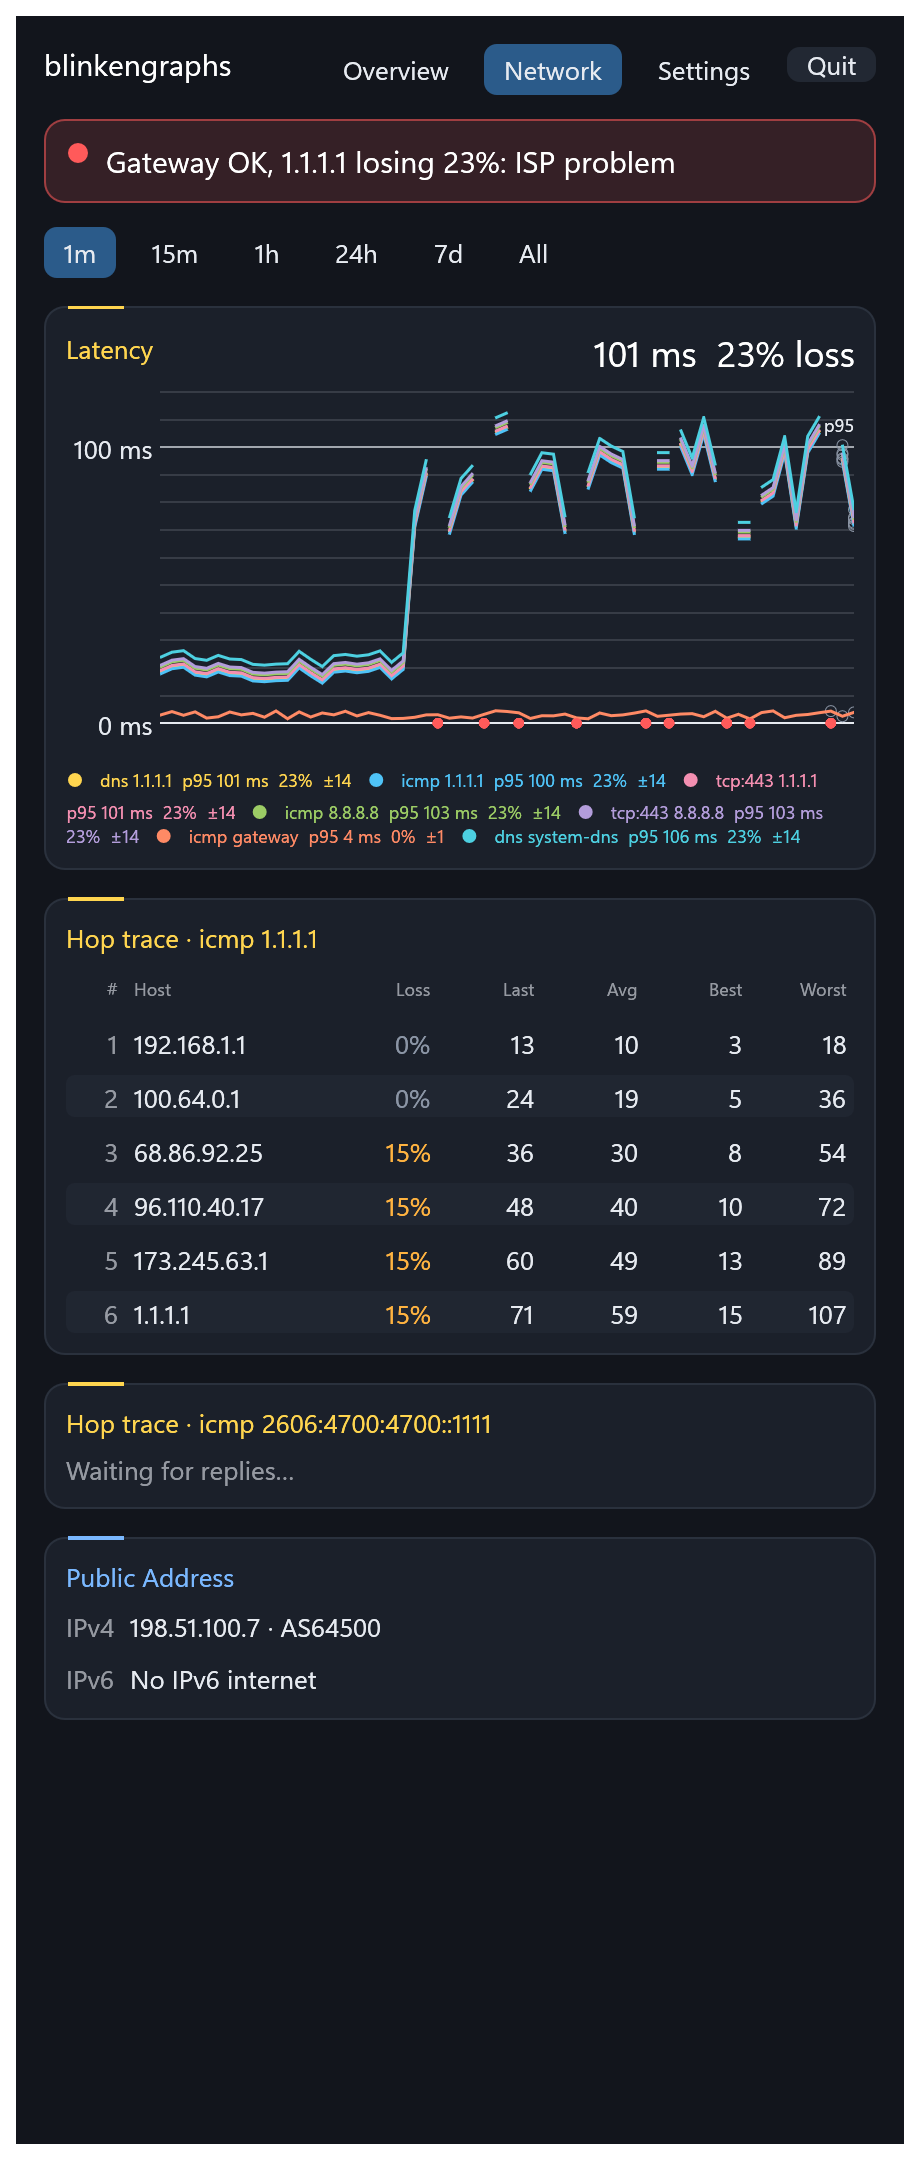 blinkengraphs Overview Network Settings Quit
Gateway OK, 1.1.1.1 losing 23%: ISP problem
1m 15m 1h 24h 7d All
Latency 101 ms 23% loss
p95
100 ms
0 ms
dns 1.1.1.1 p95 101 ms 23% ±14 icmp 1.1.1.1 p95 100 ms 23% ±14 tcp:443 1.1.1.1
p95 101 ms 23% ±14 icmp 8.8.8.8 p95 103 ms 23% ±14 tcp:443 8.8.8.8 p95 103 ms
23% ±14 icmp gateway p95 4 ms 0% ±1 dns system-dns p95 106 ms 23% ±14
Hop trace · icmp 1.1.1.1
# Host Loss Last Avg Best Worst
1 192.168.1.1 0% 13 10 3 18
2 100.64.0.1 0% 24 19 5 36
3 68.86.92.25 15% 36 30 8 54
4 96.110.40.17 15% 48 40 10 72
5 173.245.63.1 15% 60 49 13 89
6 1.1.1.1 15% 71 59 15 107
Hop trace · icmp 2606:4700:4700::1111
Waiting for replies...
Public Address
IPv4 198.51.100.7 · AS64500
IPv6 No IPv6 internet